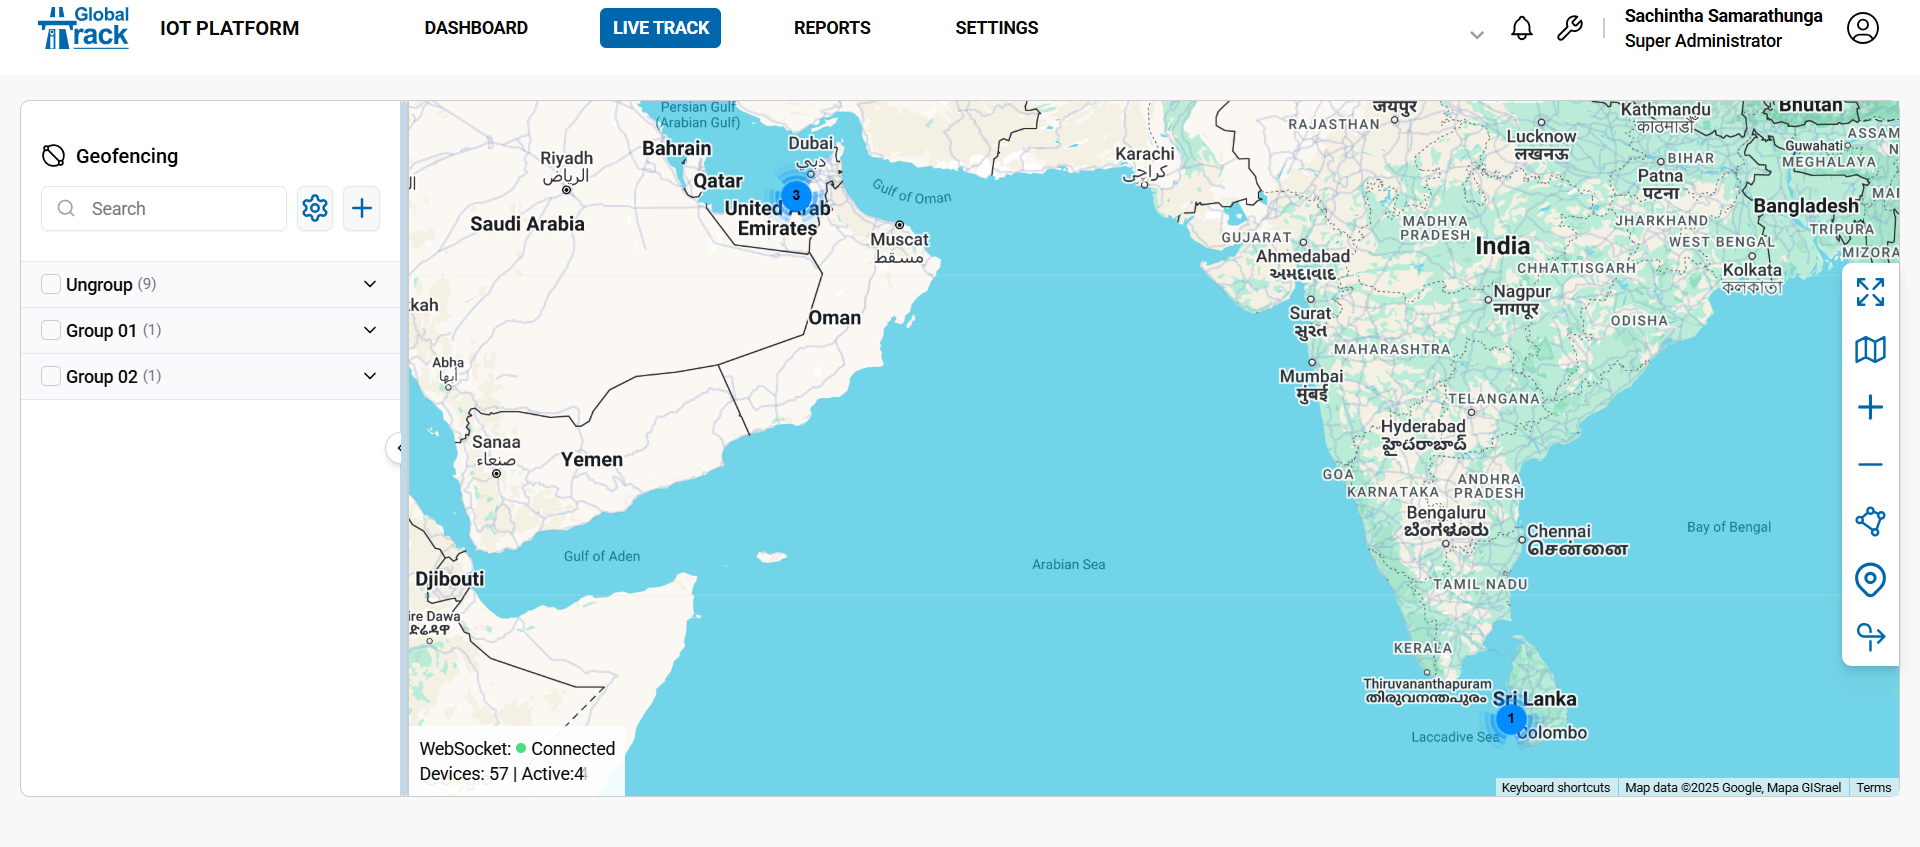 Global
Track
IOT PLATFORM
DASHBOARD
LIVE TRACK
REPORTS
SETTINGS
Sachintha Samarathunga
Super Administrator
Geofencing
Search
Ungroup (9)
Group 01 (1)
Group 02 (1)
Persian Gulf
(Arabian Gulf)
Bahrain
Dubai
دبي
Riyadh
الرياض
Qatar
3
United Arab
Emirates
Saudi Arabia
Gulf of Oman
Muscat
مسقط
Karachi
كراچی
kkah
Oman
Abha
أبها
Sanaa
صنعاء
Yemen
Gulf of Aden
Djibouti
ire Dawa
ድሬዳዋ
Arabian Sea
जयपुर
RAJASTHAN
Lucknow
लखनऊ
Kathmandu
काठमाडौं
Bhutan
ASSAM
Guwahati
N
MEGHALAYA
BIHAR
Patna
पटना
MAI
Bangladesh
JHARKHAND
TRIPURA
WEST BENGAL
MIZORA
MADHYA
PRADESH
GUJARAT
India
Ahmedabad
અમદાવાદ
CHHATTISGARH
Kolkata
কলকাতা
Nagpur
नागपूर
Surat
સુરત
ODISHA
MAHARASHTRA
Mumbai
मुंबई
TELANGANA
Hyderabad
హైదరాబాద్
GOA
ANDHRA
PRADESH
KARNATAKA
Bengaluru
ಬೆಂಗಳೂರು
Chennai
சென்னை
Bay of Bengal
TAMIL NADU
KERALA
Thiruvananthapuram
തിരുവനന്തപുരം
Sri Lanka
1
Colombo
Laccadive Sea
WebSocket: Connected
Devices: 57 | Active:4
Keyboard shortcuts
Map data ©2025 Google, Mapa GISrael
Terms